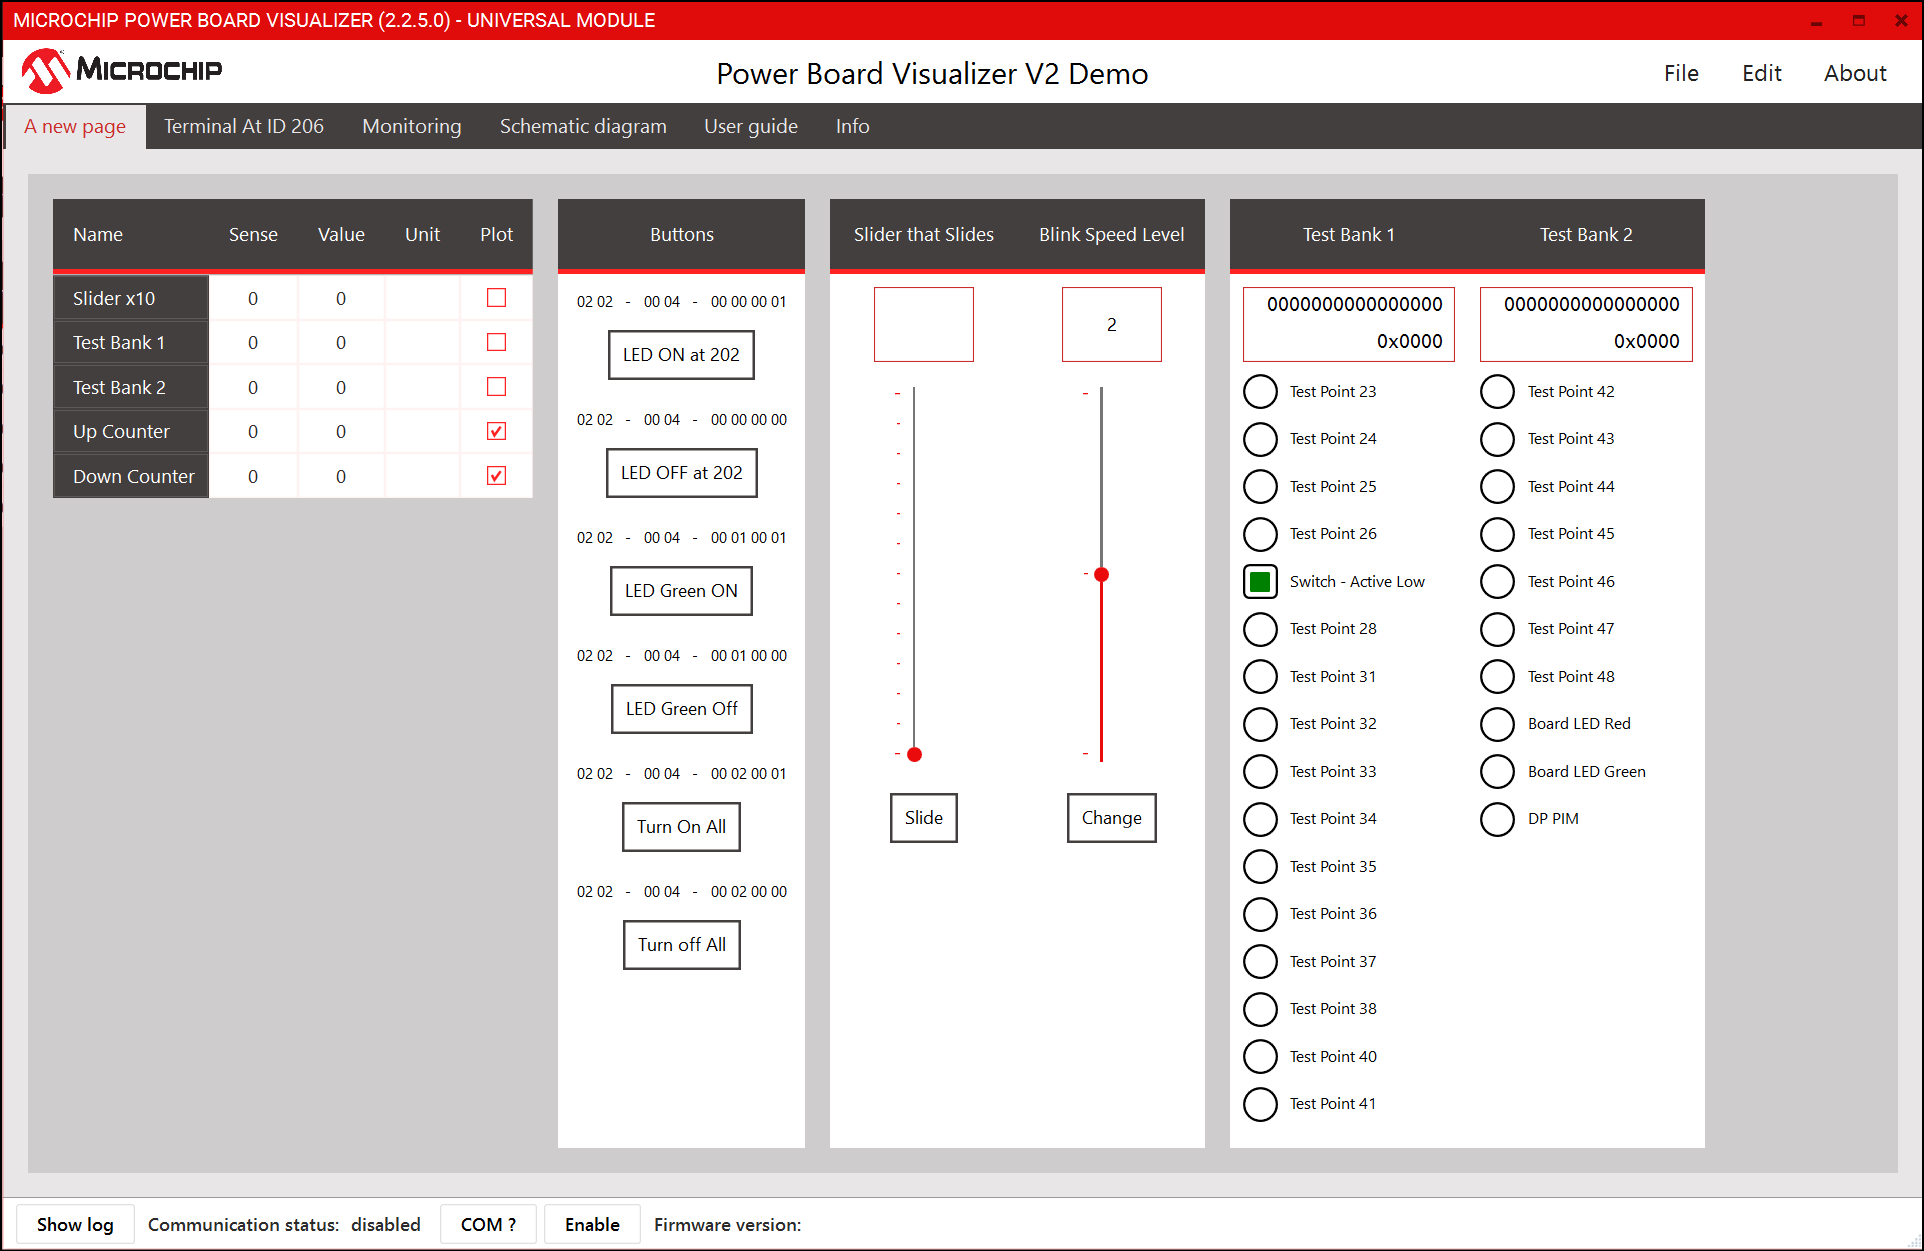 MICROCHIP POWER BOARD VISUALIZER (2.2.5.0) - UNIVERSAL MODULE
MICROCHIP
Power Board Visualizer V2 Demo
File Edit About
A new page Terminal At ID 206 Monitoring Schematic diagram User guide Info
Name Sense Value Unit Plot
Slider x10 0 0
Test Bank 1 0 0
Test Bank 2 0 0
Up Counter 0 0
Down Counter 0 0
Buttons
02 02 - 00 04 - 00 00 00 01
LED ON at 202
02 02 - 00 04 - 00 00 00 00
LED OFF at 202
02 02 - 00 04 - 00 01 00 01
LED Green ON
02 02 - 00 04 - 00 01 00 00
LED Green Off
02 02 - 00 04 - 00 02 00 01
Turn On All
02 02 - 00 04 - 00 02 00 00
Turn off All
Slider that Slides Blink Speed Level
2
Slide Change
Test Bank 1
0000000000000000
0x0000
Test Point 23
Test Point 24
Test Point 25
Test Point 26
Switch - Active Low
Test Point 28
Test Point 31
Test Point 32
Test Point 33
Test Point 34
Test Point 35
Test Point 36
Test Point 37
Test Point 38
Test Point 40
Test Point 41
Test Bank 2
0000000000000000
0x0000
Test Point 42
Test Point 43
Test Point 44
Test Point 45
Test Point 46
Test Point 47
Test Point 48
Board LED Red
Board LED Green
DP PIM
Show log Communication status: disabled COM ? Enable Firmware version: